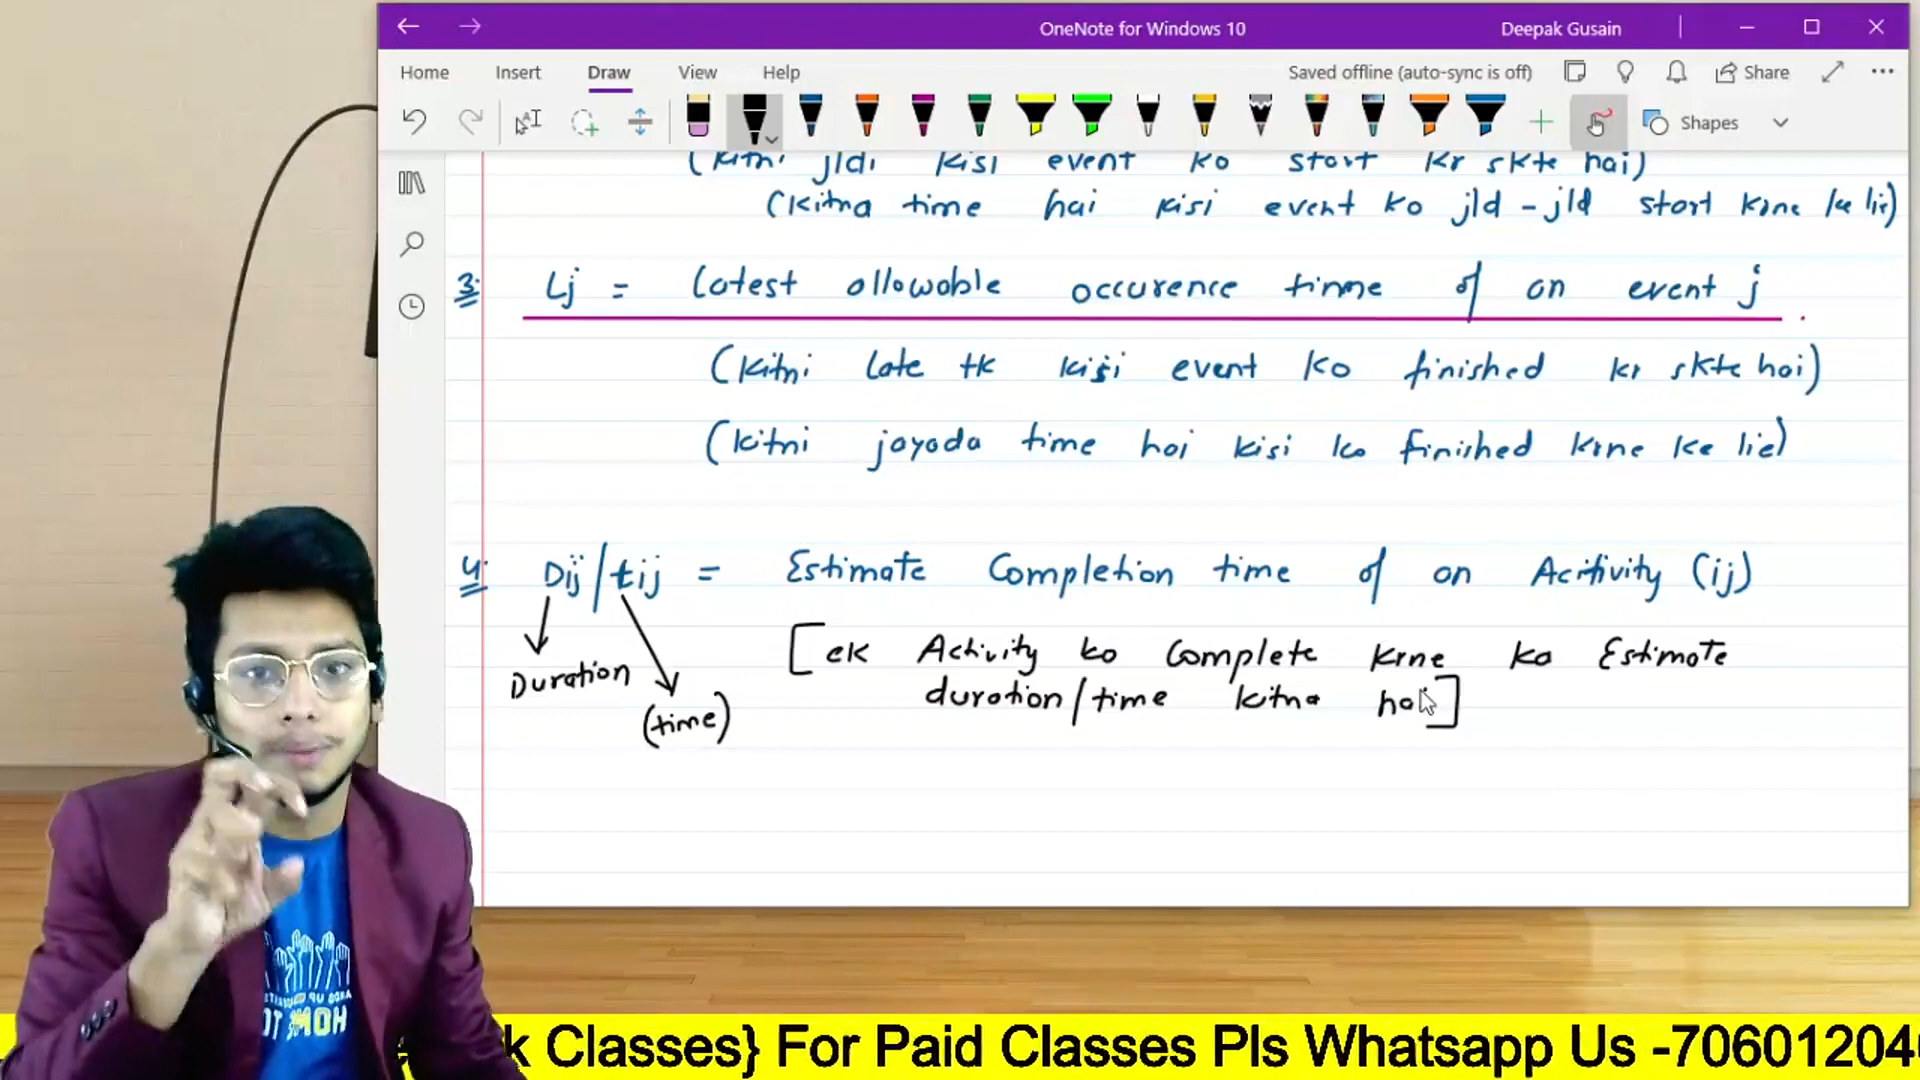 OneNote for Windows 10
Deepak Gusain
Home Insert Draw View Help
Saved offline (auto-sync is off)
Share
Shapes
(kitni jldi kisi event ko start kr skte hai)
(kitna time hai kisi event ko jld - jld start krne ke lie)
3. Lj = latest allowable occurence time of an event j.
(kitni late tk kisi event ko finished kr skte hai)
(kitni jayada time hai kisi ko finished krne ke lie)
4. Dij/tij = Estimate Completion time of an Acitivity (ij)
Duration
(time)
[ek Activity ko Complete krne ka Estimate
duration/time kitna hai]
HOME
k Classes} For Paid Classes Pls Whatsapp Us -70601204